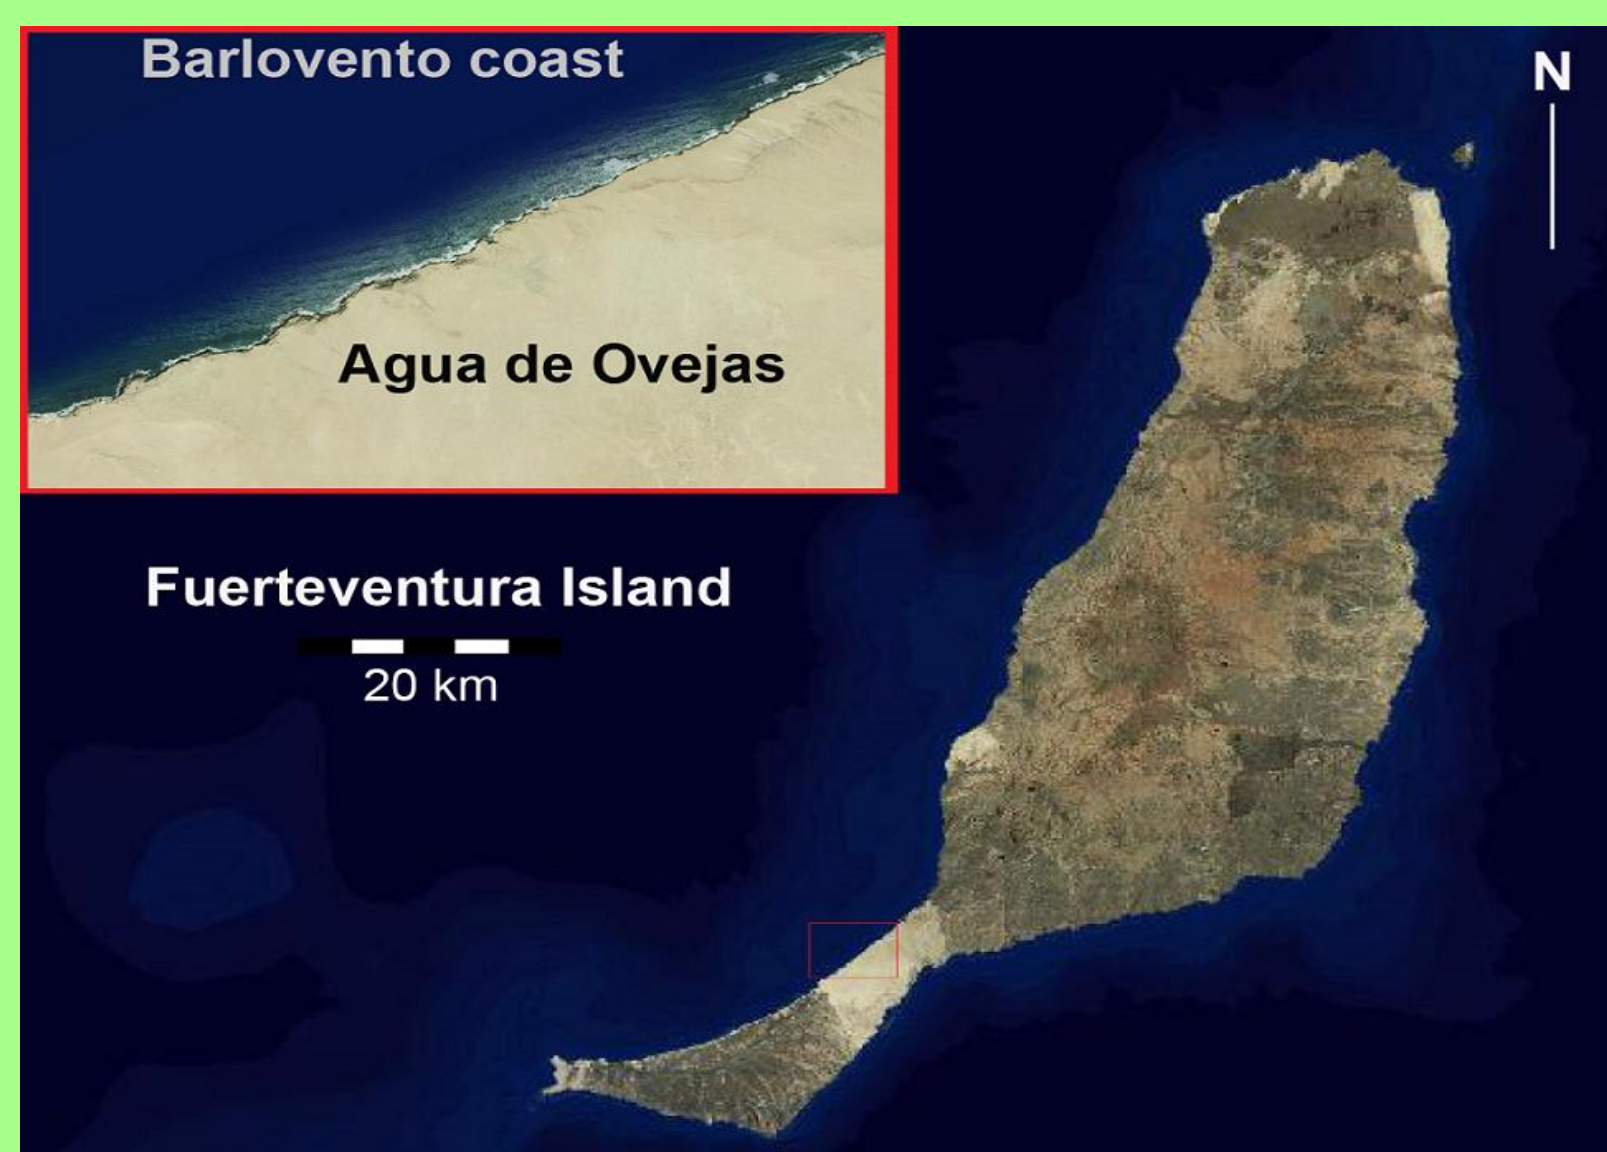 Barlovento coast
N
Agua de Ovejas
Fuerteventura Island
20 km